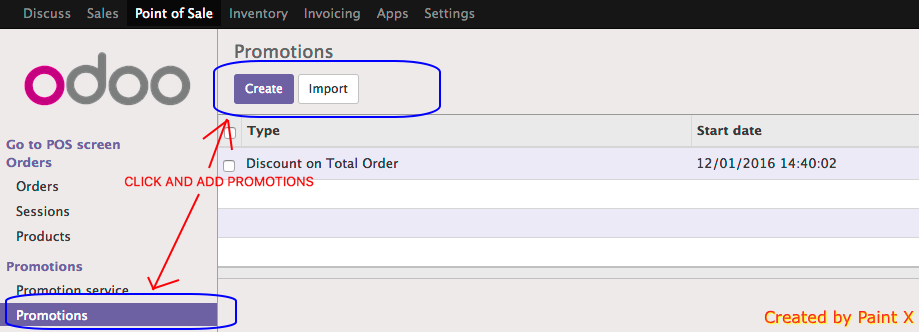 Discuss Sales Point of Sale Inventory Invoicing Apps Settings
odoo
Go to POS screen
Orders
Orders
Sessions
Products
Promotions
Promotion service
Promotions
Promotions
Create Import
Type Start date
Discount on Total Order 12/01/2016 14:40:02
CLICK AND ADD PROMOTIONS
Created by Paint X